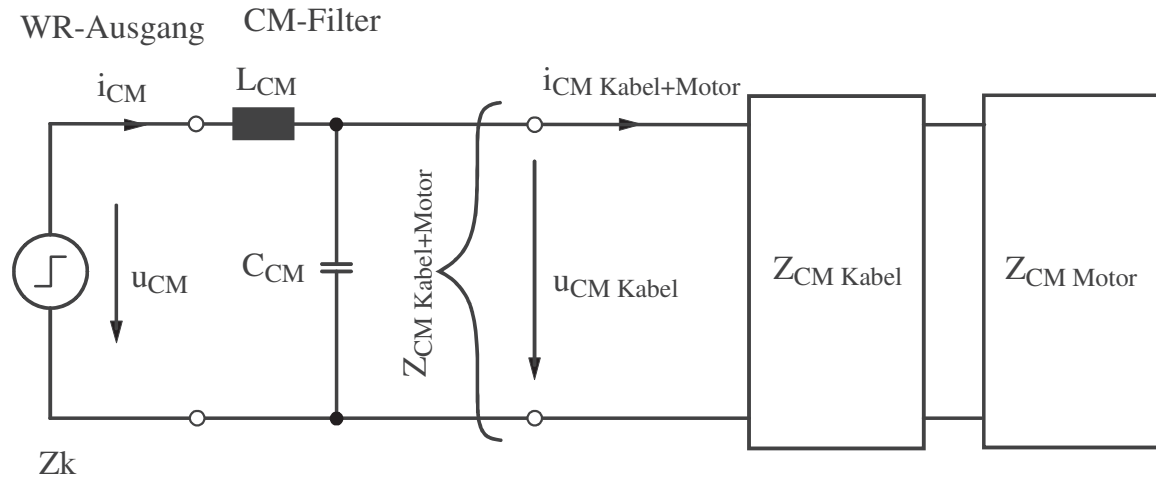 WR-Ausgang
CM-Filter
iCM
LCM
iCM Kabel+Motor
uCM
CCM
ZCM Kabel+Motor
uCM Kabel
ZCM Kabel
ZCM Motor
Zk